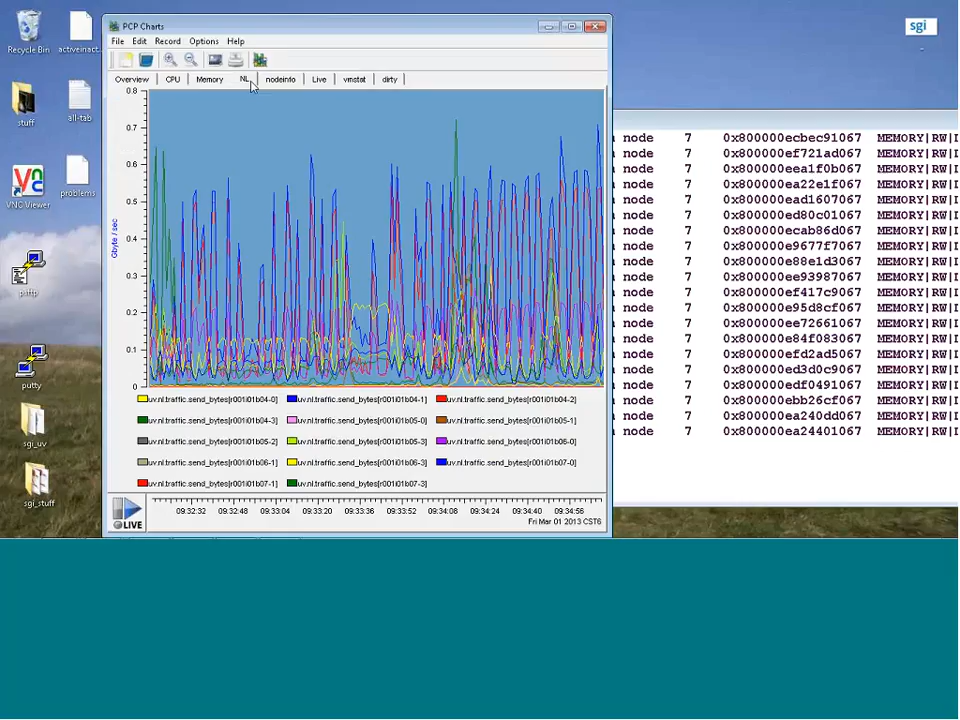 PCP Charts
File Edit Record Options Help
Overview CPU Memory NL nodeinfo Live vmstat dirty
0.8
0.7
0.6
0.5
0.4
0.3
0.2
0.1
0
Gbyte / sec
uv.nl.traffic.send_bytes[r001i01b04-0] uv.nl.traffic.send_bytes[r001i01b04-1] uv.nl.traffic.send_bytes[r001i01b04-2]
uv.nl.traffic.send_bytes[r001i01b04-3] uv.nl.traffic.send_bytes[r001i01b05-0] uv.nl.traffic.send_bytes[r001i01b05-1]
uv.nl.traffic.send_bytes[r001i01b05-2] uv.nl.traffic.send_bytes[r001i01b05-3] uv.nl.traffic.send_bytes[r001i01b06-0]
uv.nl.traffic.send_bytes[r001i01b06-1] uv.nl.traffic.send_bytes[r001i01b06-3] uv.nl.traffic.send_bytes[r001i01b07-0]
uv.nl.traffic.send_bytes[r001i01b07-1] uv.nl.traffic.send_bytes[r001i01b07-3]
LIVE
09:32:32 09:32:48 09:33:04 09:33:20 09:33:36 09:33:52 09:34:08 09:34:24 09:34:40 09:34:56
Fri Mar 01 2013 CST6
Recycle Bin
activeinact...
stuff
all-tab
VNC Viewer
problems
psftp
putty
sgi_uv
sgi_stuff
sgi
node 7 0x800000ecbec91067 MEMORY|RW|
node 7 0x800000ef721ad067 MEMORY|RW|
node 7 0x800000eea1f0b067 MEMORY|RW|
node 7 0x800000ea22e1f067 MEMORY|RW|
node 7 0x800000ead1607067 MEMORY|RW|
node 7 0x800000ed80c01067 MEMORY|RW|
node 7 0x800000ecab86d067 MEMORY|RW|
node 7 0x800000e9677f7067 MEMORY|RW|
node 7 0x800000e88e1d3067 MEMORY|RW|
node 7 0x800000ee93987067 MEMORY|RW|
node 7 0x800000ef417c9067 MEMORY|RW|
node 7 0x800000e95d8cf067 MEMORY|RW|
node 7 0x800000ee72661067 MEMORY|RW|
node 7 0x800000e84f083067 MEMORY|RW|
node 7 0x800000efd2ad5067 MEMORY|RW|
node 7 0x800000ed3d0c9067 MEMORY|RW|
node 7 0x800000edf0491067 MEMORY|RW|
node 7 0x800000ebb26cf067 MEMORY|RW|
node 7 0x800000ea240dd067 MEMORY|RW|
node 7 0x800000ea24401067 MEMORY|RW|